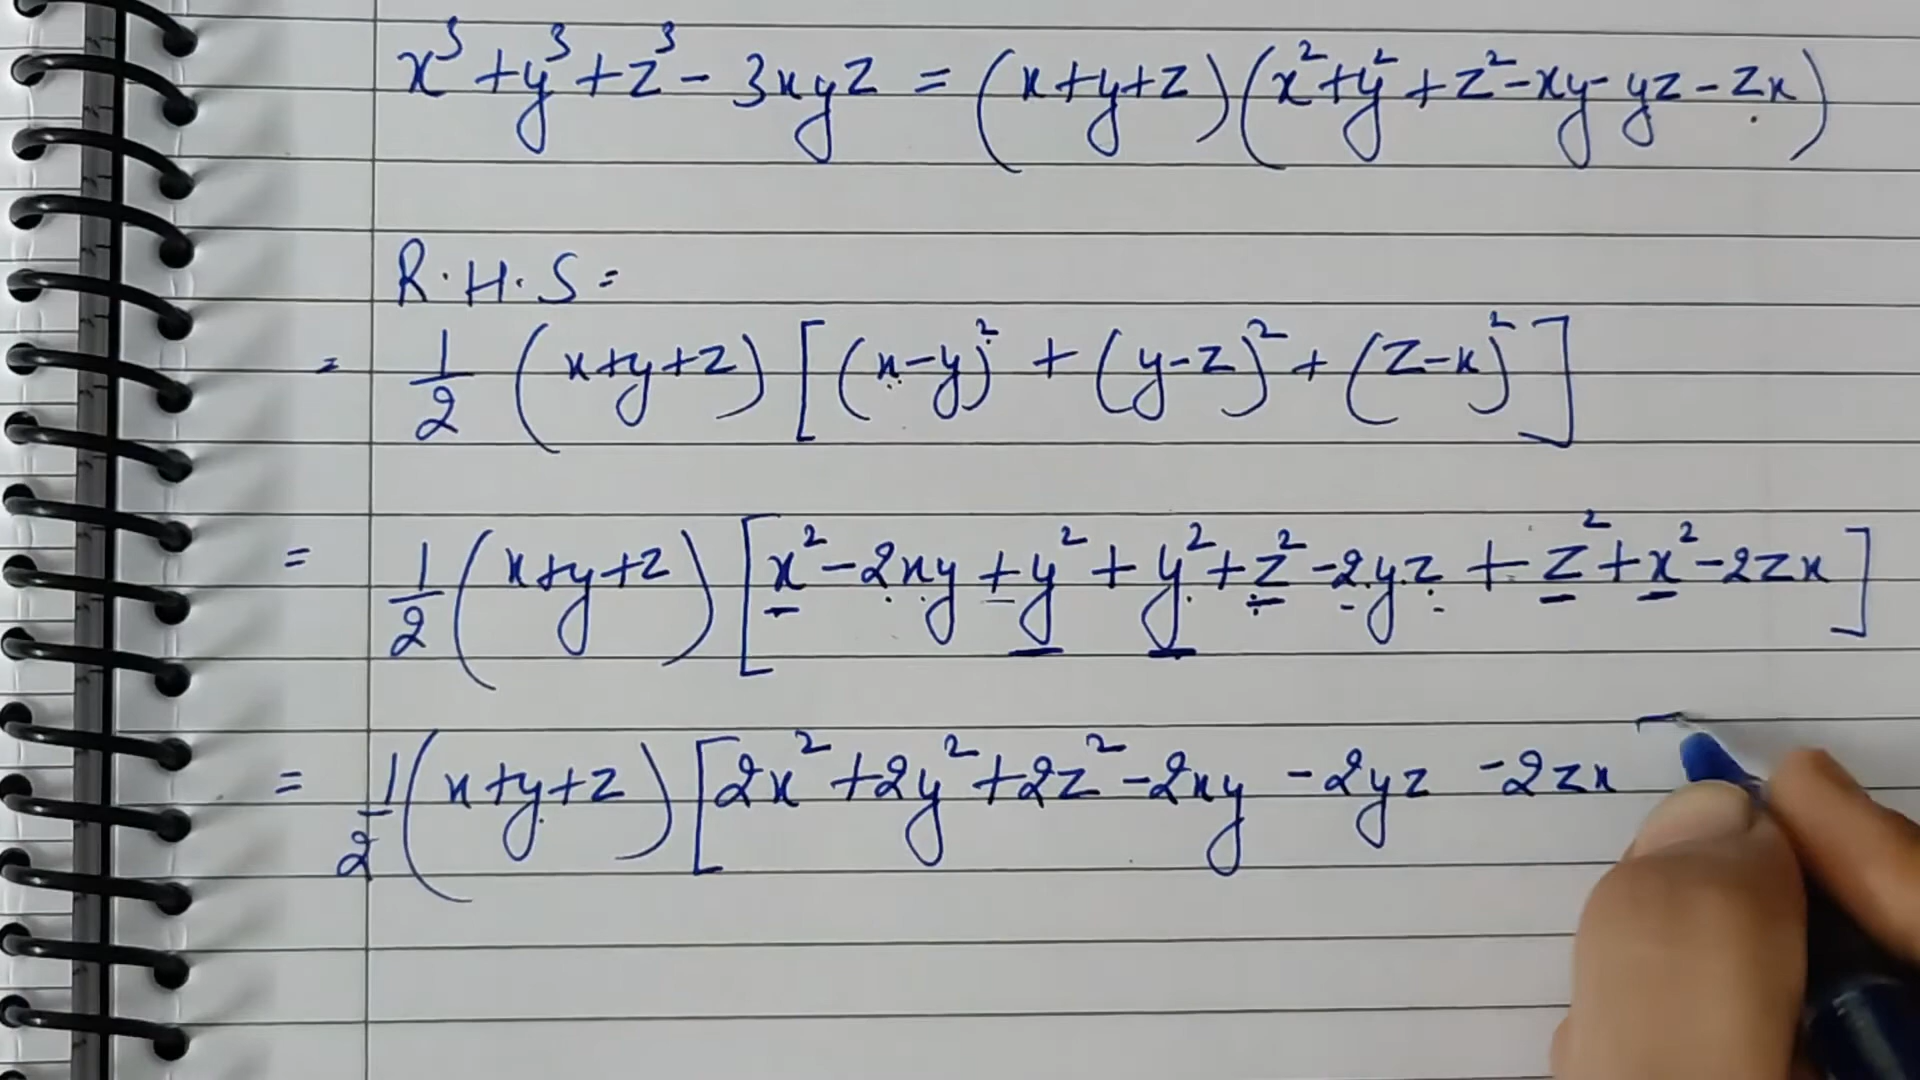 x³ + y³ + z³ - 3xyz = (x+y+z)(x²+y²+z²-xy-yz-zx)
R.H.S =
= 1/2 (x+y+z) [(x-y)² + (y-z)² + (z-x)²]
= 1/2 (x+y+z) [x² - 2xy + y² + y² + z² - 2yz + z² + x² - 2zx]
= 1/2 (x+y+z) [2x² + 2y² + 2z² - 2xy - 2yz - 2zx